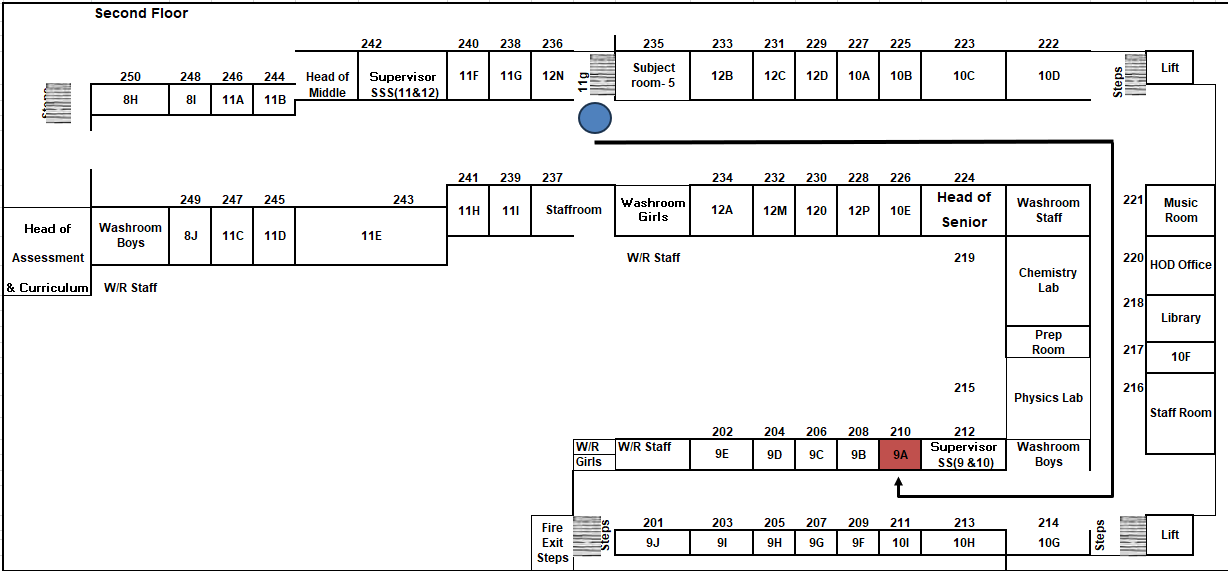 Second Floor
242 240 238 236 235 233 231 229 227 225 223 222
250 248 246 244
Head of
Middle
Supervisor
SSS(11&12)
11F 11G 12N
11g
Subject
room- 5
12B 12C 12D 10A 10B 10C 10D
Steps
Lift
8H 8I 11A 11B
241 239 237 234 232 230 228 226 224
249 247 245 243
221
Head of
Assessment
& Curriculum
Washroom
Boys
8J 11C 11D 11E
11H 11I Staffroom
Washroom
Girls
12A 12M 120 12P 10E
Head of
Senior
Washroom
Staff
Music
Room
W/R Staff
W/R Staff
219
Chemistry
Lab
220
HOD Office
218
Library
Prep
Room
217
10F
215
Physics Lab
216
Staff Room
202 204 206 208 210 212
W/R
Girls
W/R Staff
9E 9D 9C 9B 9A
Supervisor
SS(9 &10)
Washroom
Boys
201 203 205 207 209 211 213 214
Fire
Exit
Steps
Steps
9J 9I 9H 9G 9F 10I 10H 10G
Steps
Lift